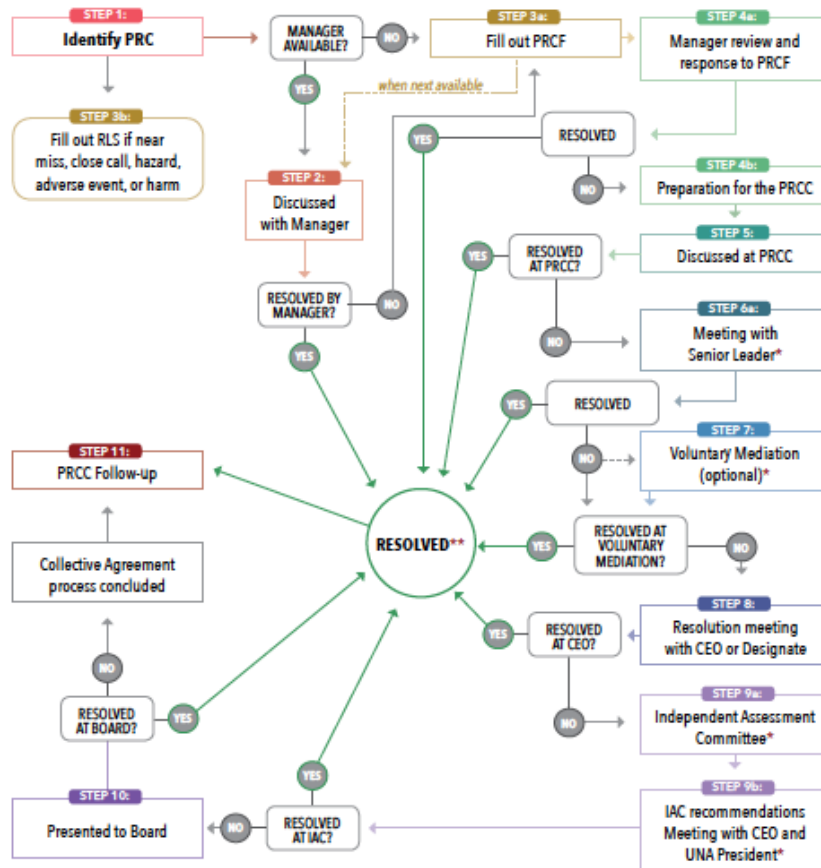 STEP 1:
Identify PRC
MANAGER
AVAILABLE?
NO
STEP 3a:
Fill out PRCF
STEP 4a:
Manager review and
response to PRCF
YES
when next available
STEP 3b:
Fill out RLS if near
miss, close call, hazard,
adverse event, or harm
YES
RESOLVED
NO
STEP 4b:
Preparation for the PRCC
STEP 2:
Discussed
with Manager
STEP 5:
Discussed at PRCC
YES
RESOLVED
AT PRCC?
NO
RESOLVED BY
MANAGER?
NO
YES
STEP 6a:
Meeting with
Senior Leader*
YES
RESOLVED
NO
STEP 7:
Voluntary Mediation
(optional)*
STEP 11:
PRCC Follow-up
RESOLVED**
YES
RESOLVED AT
VOLUNTARY
MEDIATION?
NO
Collective Agreement
process concluded
STEP 8:
Resolution meeting
with CEO or Designate
YES
RESOLVED
AT CEO?
NO
NO
RESOLVED
AT BOARD?
YES
STEP 9a:
Independent Assessment
Committee*
STEP 9b:
IAC recommendations
Meeting with CEO and
UNA President*
YES
STEP 10:
Presented to Board
NO
RESOLVED
AT IAC?